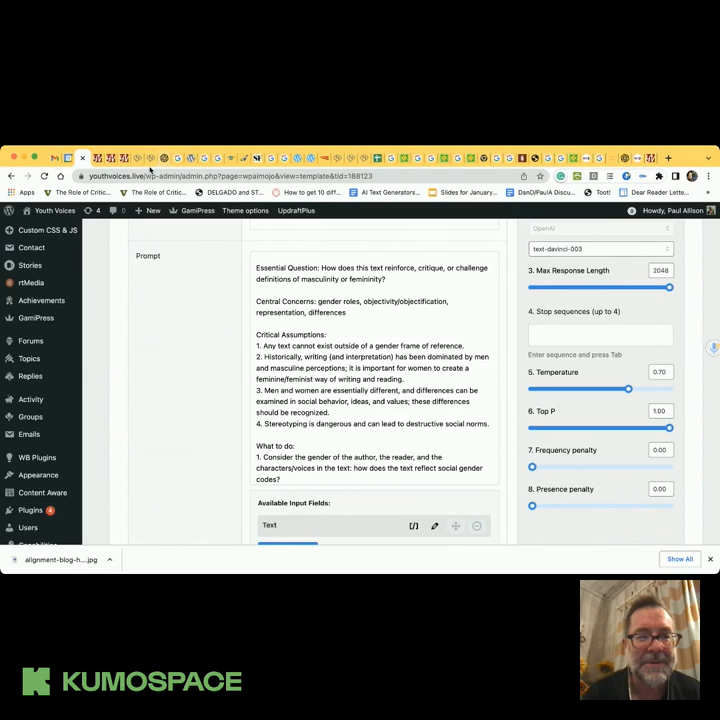 youthvoices.live/wp-admin/admin.php?page=wpaimojo&view=template&tid=188123
Apps
The Role of Critic...
The Role of Critic...
DELGADO and ST...
How to get 10 diff...
AI Text Generators...
Slides for January...
DanO/PaulA Discu...
Toot!
Dear Reader Letter...
Youth Voices
4
0
New
GamiPress
Theme options
UpdraftPlus
0
Howdy, Paul Allison
Custom CSS & JS
Contact
Stories
rtMedia
Achievements
GamiPress
Forums
Topics
Replies
Activity
Groups
Emails
WB Plugins
Appearance
Content Aware
Plugins 4
Users
Prompt
Essential Question: How does this text reinforce, critique, or challenge
definitions of masculinity or femininity?
Central Concerns: gender roles, objectivity/objectification,
representation, differences
Critical Assumptions:
1. Any text cannot exist outside of a gender frame of reference.
2. Historically, writing (and interpretation) has been dominated by men
and masculine perceptions; it is important for women to create a
feminine/feminist way of writing and reading.
3. Men and women are essentially different, and differences can be
examined in social behavior, ideas, and values; these differences
should be recognized.
4. Stereotyping is dangerous and can lead to destructive social norms.
What to do:
1. Consider the gender of the author, the reader, and the
characters/voices in the text: how does the text reflect social gender
codes?
Available Input Fields:
Text
OpenAI
text-davinci-003
3. Max Response Length
2048
4. Stop sequences (up to 4)
Enter sequence and press Tab
5. Temperature
0.70
6. Top P
1.00
7. Frequency penalty
0.00
8. Presence penalty
0.00
alignment-blog-h....jpg
Show All
KUMOSPACE